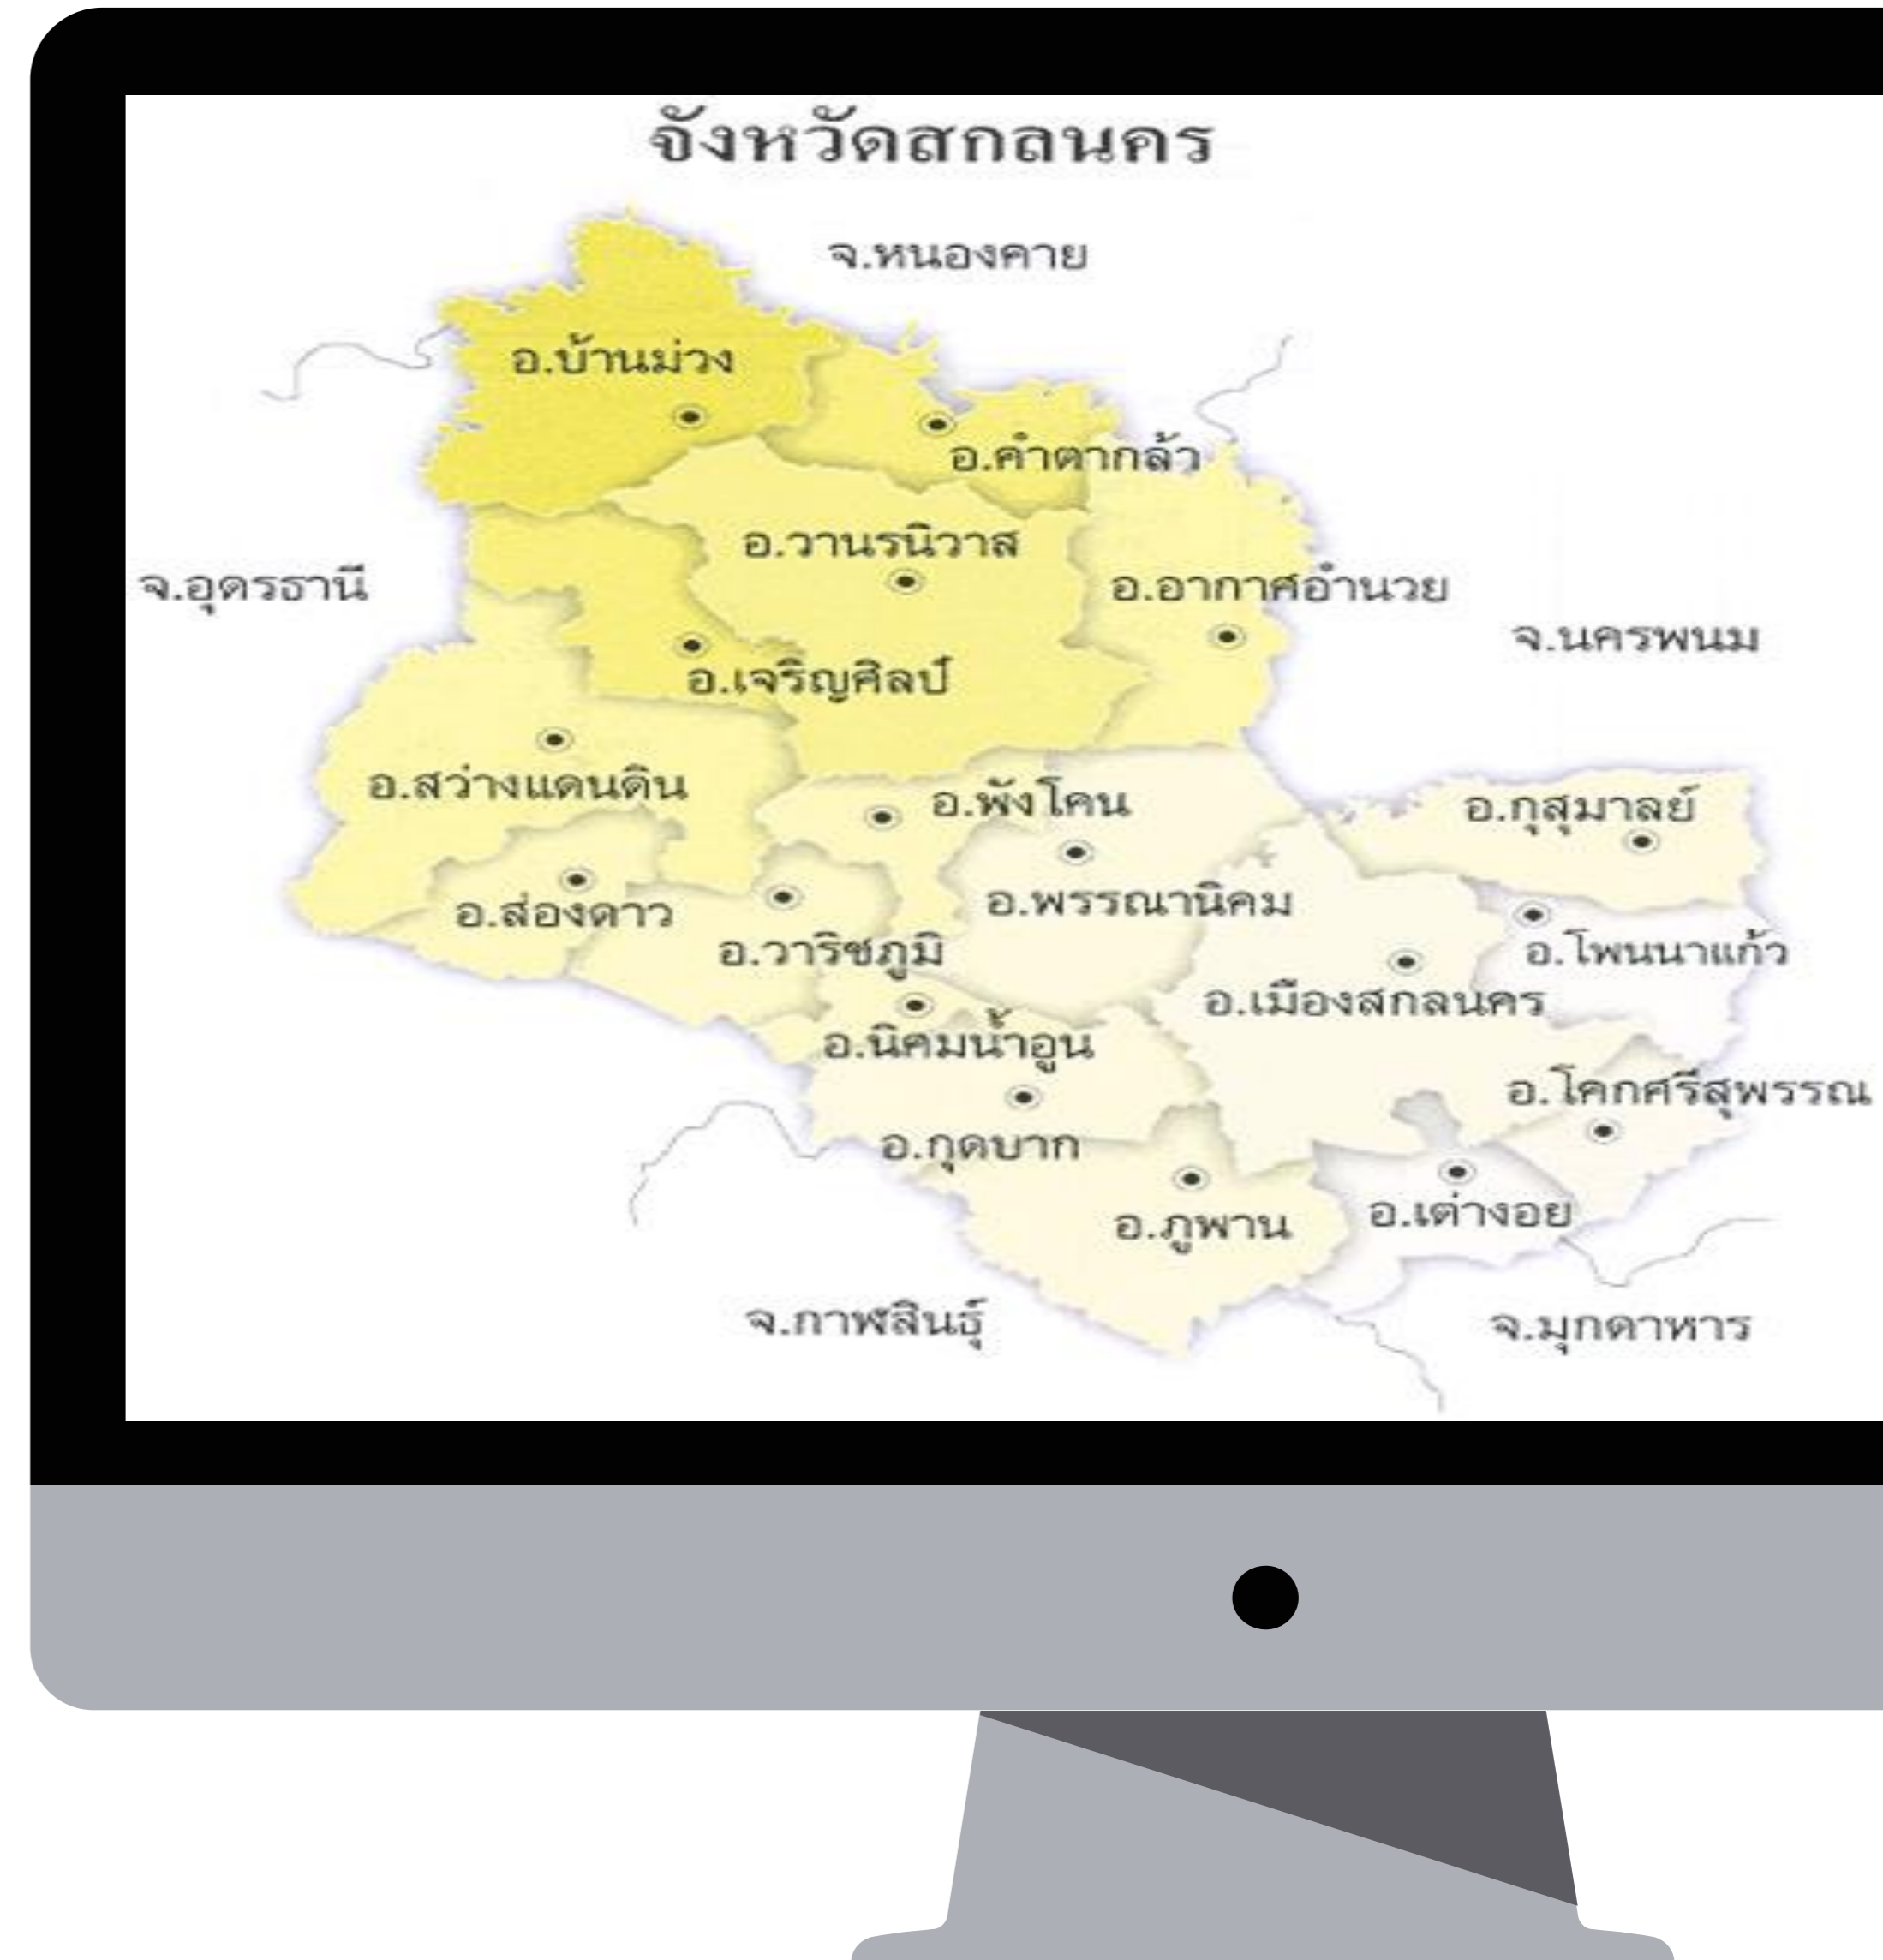 จังหวัดสกลนคร
จ.หนองคาย
อ.บ้านม่วง
อ.คำตากล้า
อ.วานรนิวาส
จ.อุดรธานี
อ.อากาศอำนวย
จ.นครพนม
อ.เจริญศิลป์
อ.สว่างแดนดิน
อ.พังโคน
อ.กุสุมาลย์
อ.พรรณานิคม
อ.ส่องดาว
อ.วาริชภูมิ
อ.โพนนาแก้ว
อ.เมืองสกลนคร
อ.นิคมน้ำอูน
อ.โคกศรีสุพรรณ
อ.กุดบาก
อ.เต่างอย
อ.ภูพาน
จ.กาฬสินธุ์
จ.มุกดาหาร